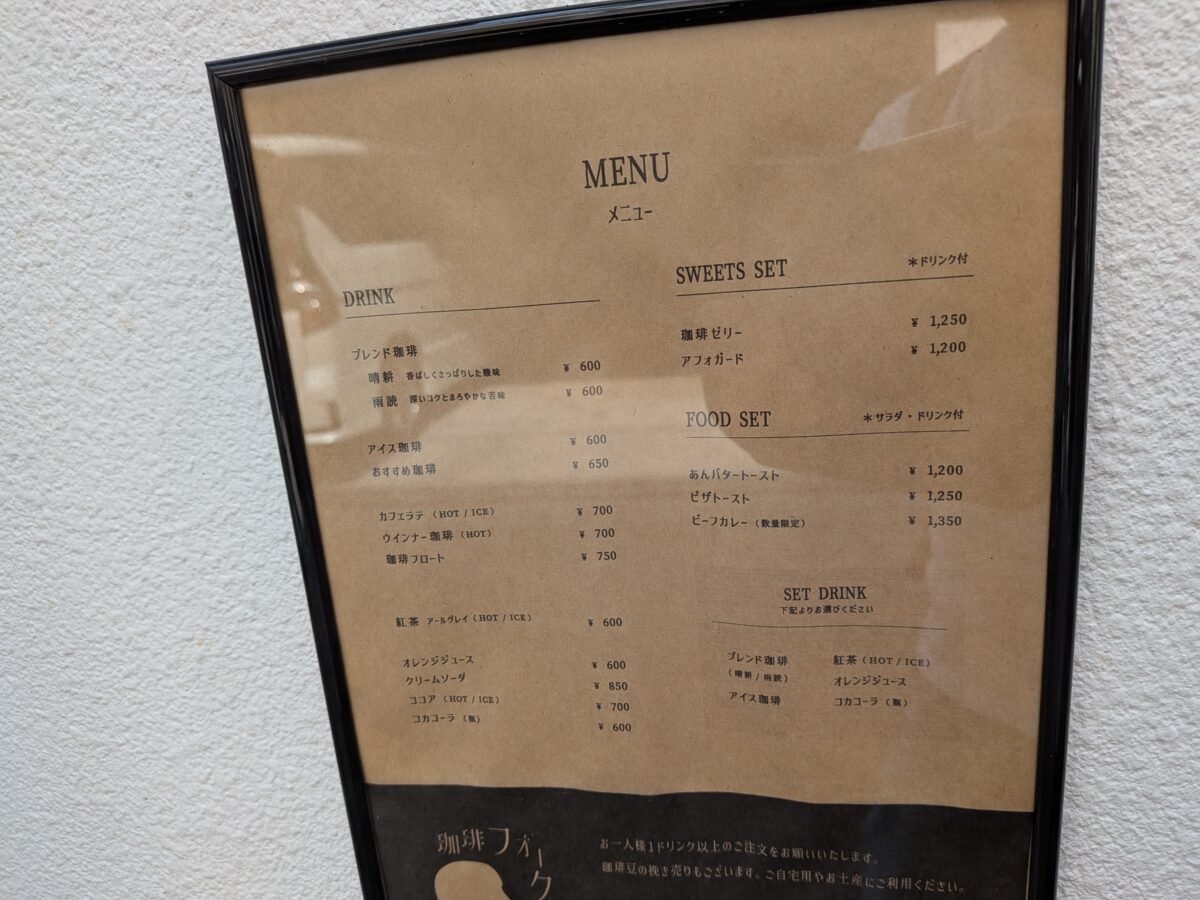 MENU
メニュー
DRINK
ブレンド珈琲
晴耕 香ばしくさっぱりした酸味 ¥ 600
雨読 深いコクとまろやかな苦味 ¥ 600
アイス珈琲 ¥ 600
おすすめ珈琲 ¥ 650
カフェラテ (HOT / ICE) ¥ 700
ウインナー珈琲 (HOT) ¥ 700
珈琲フロート ¥ 750
紅茶 アールグレイ (HOT / ICE) ¥ 600
オレンジジュース ¥ 600
クリームソーダ ¥ 850
ココア (HOT / ICE) ¥ 700
コカコーラ (瓶) ¥ 600
SWEETS SET *ドリンク付
珈琲ゼリー ¥ 1,250
アフォガード ¥ 1,200
FOOD SET *サラダ・ドリンク付
あんバタートースト ¥ 1,200
ピザトースト ¥ 1,250
ビーフカレー (数量限定) ¥ 1,350
SET DRINK
下記よりお選びください
ブレンド珈琲 紅茶 (HOT / ICE)
(晴耕 / 雨読) オレンジジュース
アイス珈琲 コカコーラ (瓶)
珈琲フォーク
お一人様1ドリンク以上のご注文をお願いいたします。
珈琲豆の挽き売りもございます。ご自宅用やお土産にご利用ください。